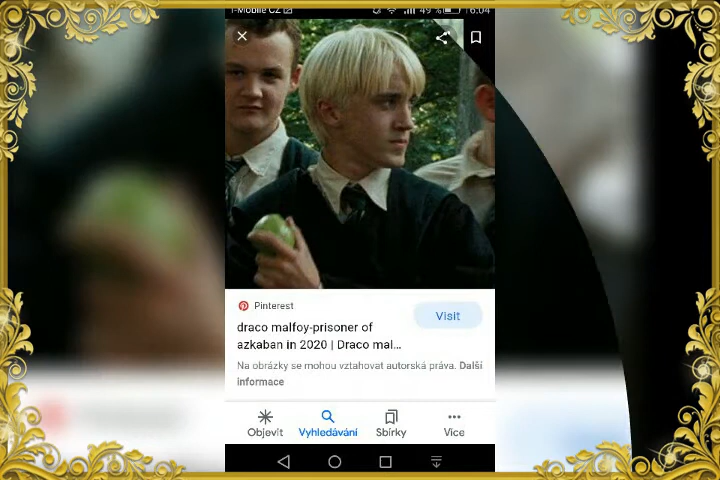 T-Mobile CZ
49 %
16:04
Pinterest
Visit
draco malfoy-prisoner of
azkaban in 2020 | Draco mal...
Na obrázky se mohou vztahovat autorská práva. Další
informace
Objevit
Vyhledávání
Sbírky
Více